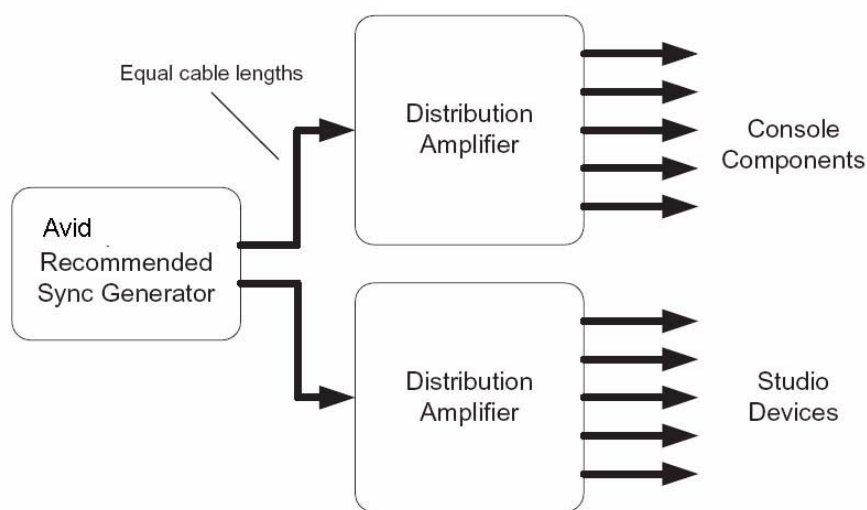 Equal cable lengths
Distribution
Amplifier
Console
Components
Avid
Recommended
Sync Generator
Distribution
Amplifier
Studio
Devices